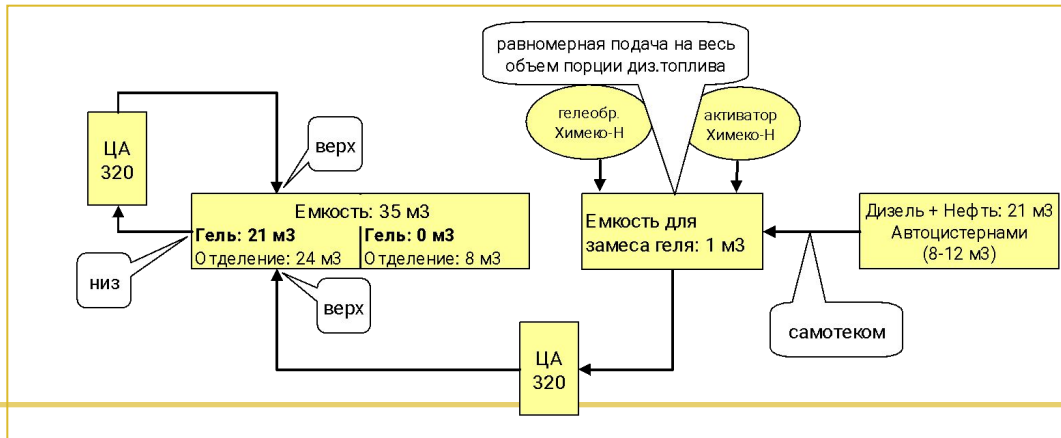 равномерная подача на весь
объем порции диз.топлива
гелеобр.
Химеко-Н
активатор
Химеко-Н
ЦА
320
верх
Емкость: 35 м3
Гель: 21 м3
Гель: 0 м3
Отделение: 24 м3
Отделение: 8 м3
Емкость для
замеса геля: 1 м3
Дизель + Нефть: 21 м3
Автоцистернами
(8-12 м3)
низ
верх
самотеком
ЦА
320